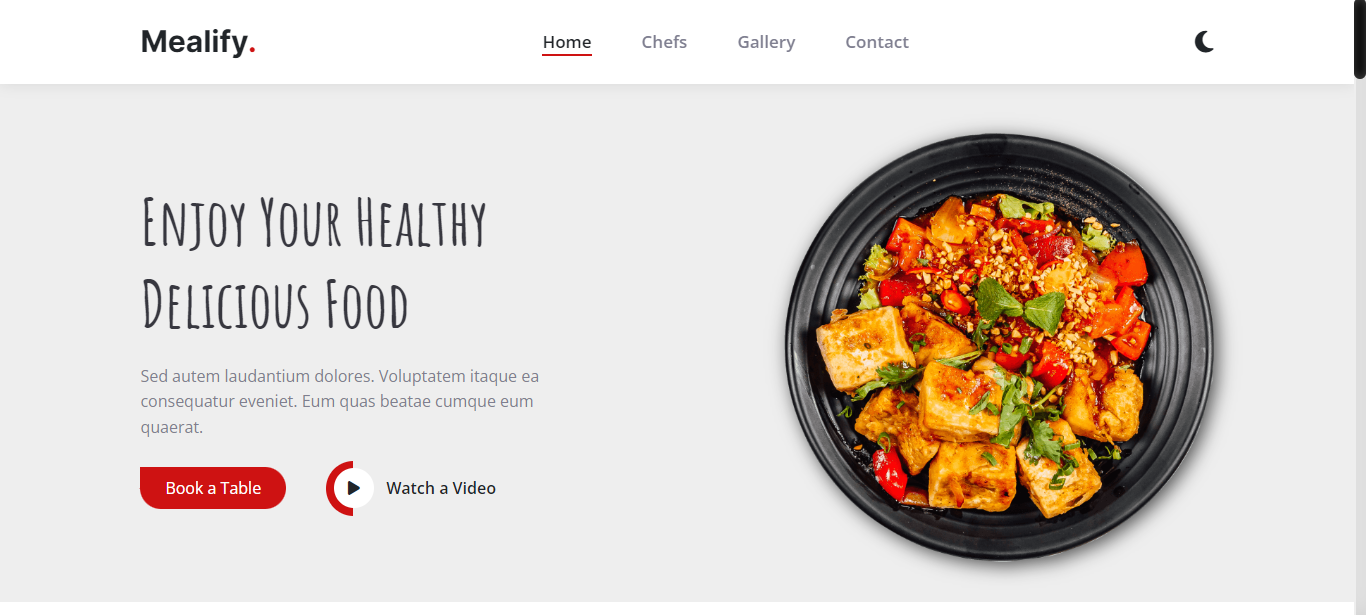 Mealify.
Home Chefs Gallery Contact
Enjoy Your Healthy
Delicious Food
Sed autem laudantium dolores. Voluptatem itaque ea
consequatur eveniet. Eum quas beatae cumque eum
quaerat.
Book a Table
Watch a Video